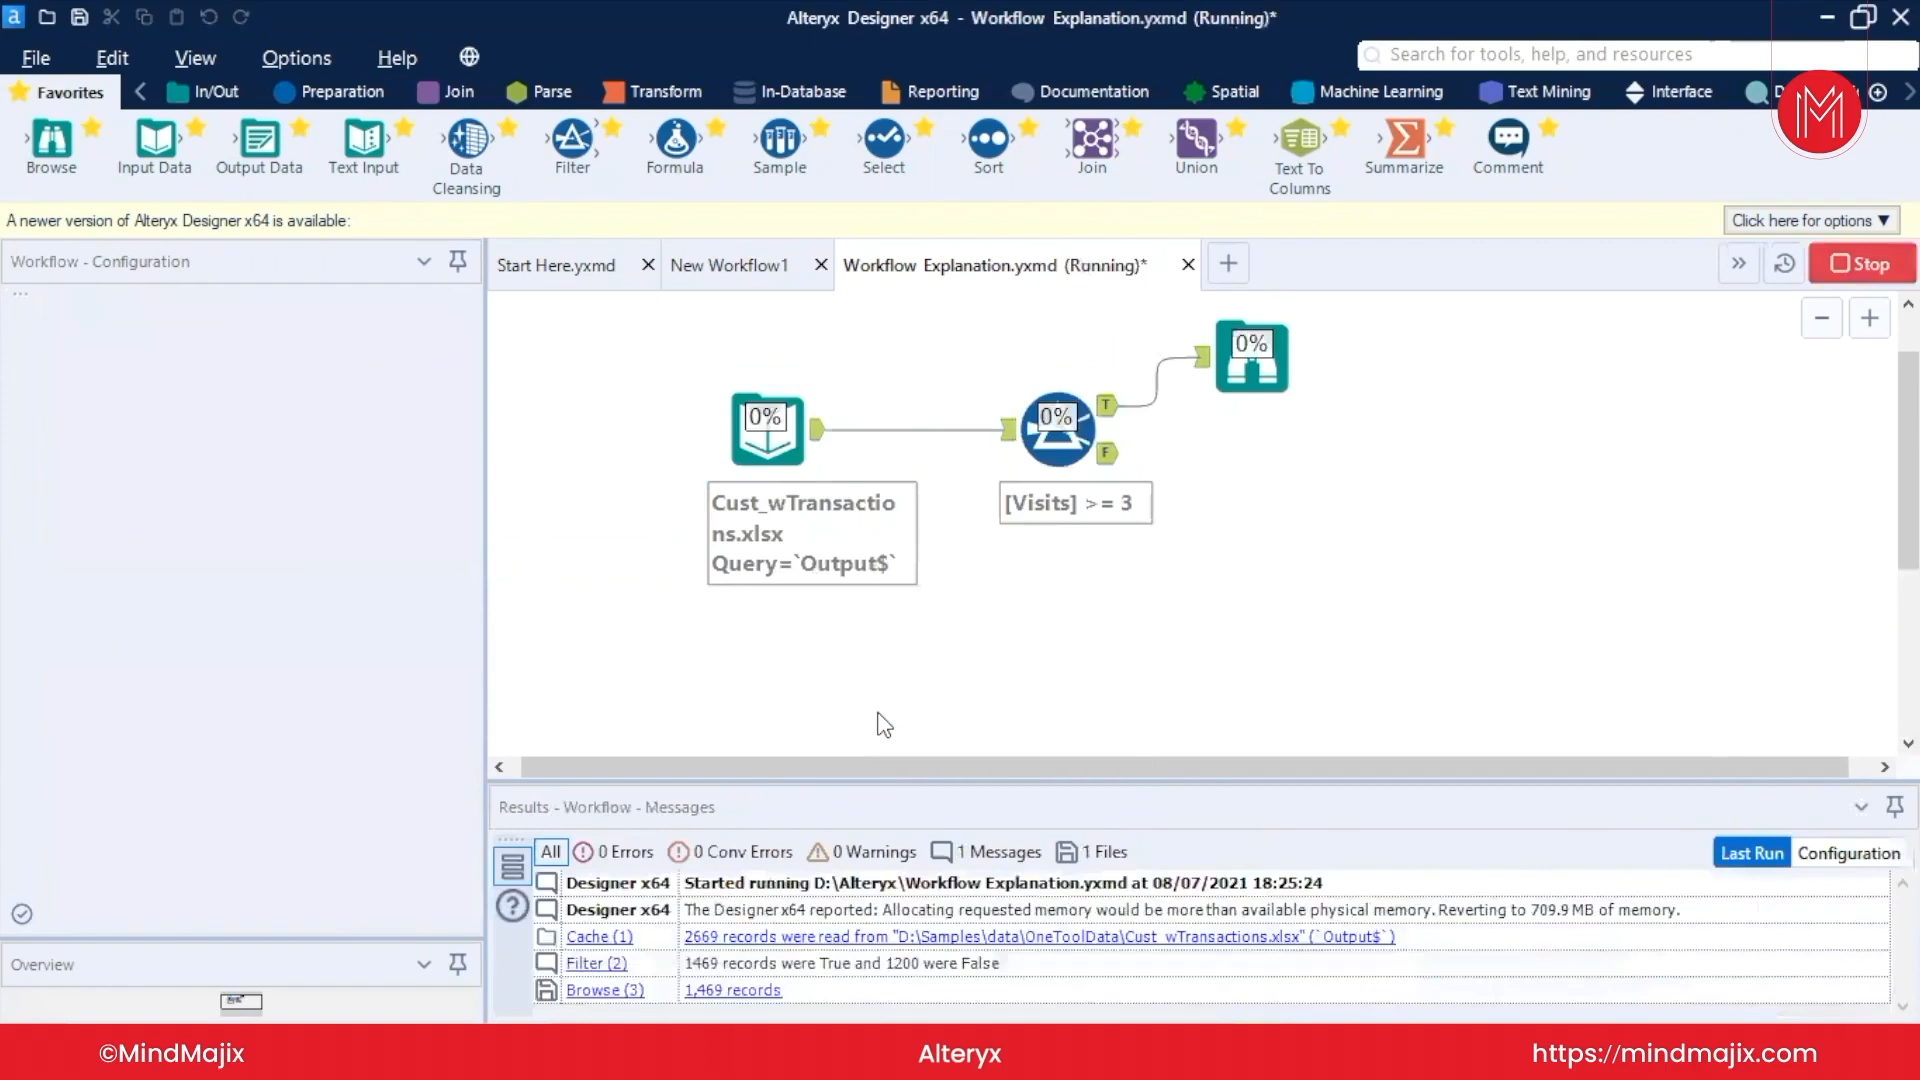 Alteryx Designer x64 - Workflow Explanation.yxmd (Running)*
File Edit View Options Help
Search for tools, help, and resources
Favorites In/Out Preparation Join Parse Transform In-Database Reporting Documentation Spatial Machine Learning Text Mining Interface
Browse Input Data Output Data Text Input Data Cleansing Filter Formula Sample Select Sort Join Union Text To Columns Summarize Comment
A newer version of Alteryx Designer x64 is available:
Click here for options ▼
Workflow - Configuration
Start Here.yxmd
New Workflow1
Workflow Explanation.yxmd (Running)*
Stop
0%
0%
T
F
0%
Cust_wTransactio
ns.xlsx
Query=`Output$`
[Visits] >= 3
Results - Workflow - Messages
All 0 Errors 0 Conv Errors 0 Warnings 1 Messages 1 Files
Last Run Configuration
Designer x64 Started running D:\Alteryx\Workflow Explanation.yxmd at 08/07/2021 18:25:24
Designer x64 The Designer x64 reported: Allocating requested memory would be more than available physical memory. Reverting to 709.9 MB of memory.
Cache (1) 2669 records were read from "D:\Samples\data\OneToolData\Cust_wTransactions.xlsx" (`Output$`)
Filter (2) 1469 records were True and 1200 were False
Browse (3) 1,469 records
Overview
©MindMajix
Alteryx
https://mindmajix.com